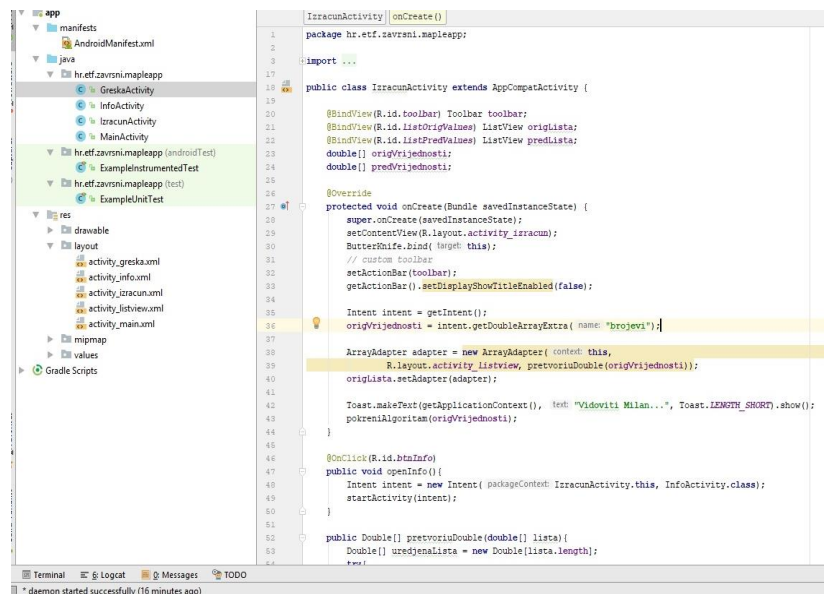 app
manifests
AndroidManifest.xml
java
hr.etf.zavrsni.mapleapp
GreskaActivity
InfoActivity
IzracunActivity
MainActivity
hr.etf.zavrsni.mapleapp (androidTest)
ExampleInstrumentedTest
hr.etf.zavrsni.mapleapp (test)
ExampleUnitTest
res
drawable
layout
activity_greska.xml
activity_info.xml
activity_izracun.xml
activity_listview.xml
activity_main.xml
mipmap
values
Gradle Scripts
IzracunActivity onCreate()
1 package hr.etf.zavrsni.mapleapp;
2
3 import ...
17
18 public class IzracunActivity extends AppCompatActivity {
19
20 @BindView(R.id.toolbar) Toolbar toolbar;
21 @BindView(R.id.listOrigValues) ListView origLista;
22 @BindView(R.id.listPredValues) ListView predLista;
23 double[] origVrijednosti;
24 double[] predVrijednosti;
25
26 @Override
27 protected void onCreate(Bundle savedInstanceState) {
28 super.onCreate(savedInstanceState);
29 setContentView(R.layout.activity_izracun);
30 ButterKnife.bind( target: this);
31 // custom toolbar
32 setActionBar(toolbar);
33 getActionBar().setDisplayShowTitleEnabled(false);
34
35 Intent intent = getIntent();
36 origVrijednosti = intent.getDoubleArrayExtra( name: "brojevi");
37
38 ArrayAdapter adapter = new ArrayAdapter( context: this,
39 R.layout.activity_listview, pretvoriuDouble(origVrijednosti));
40 origLista.setAdapter(adapter);
41
42 Toast.makeText(getApplicationContext(), text: "Vidoviti Milan...", Toast.LENGTH_SHORT).show();
43 pokreniAlgoritam(origVrijednosti);
44 }
45
46 @OnClick(R.id.btnInfo)
47 public void openInfo(){
48 Intent intent = new Intent( packageContext: IzracunActivity.this, InfoActivity.class);
49 startActivity(intent);
50 }
51
52 public Double[] pretvoriuDouble(double[] lista){
53 Double[] uredjenaLista = new Double[lista.length];
54 try{
Terminal 6: Logcat 0: Messages TODO
* daemon started successfully (16 minutes ago)